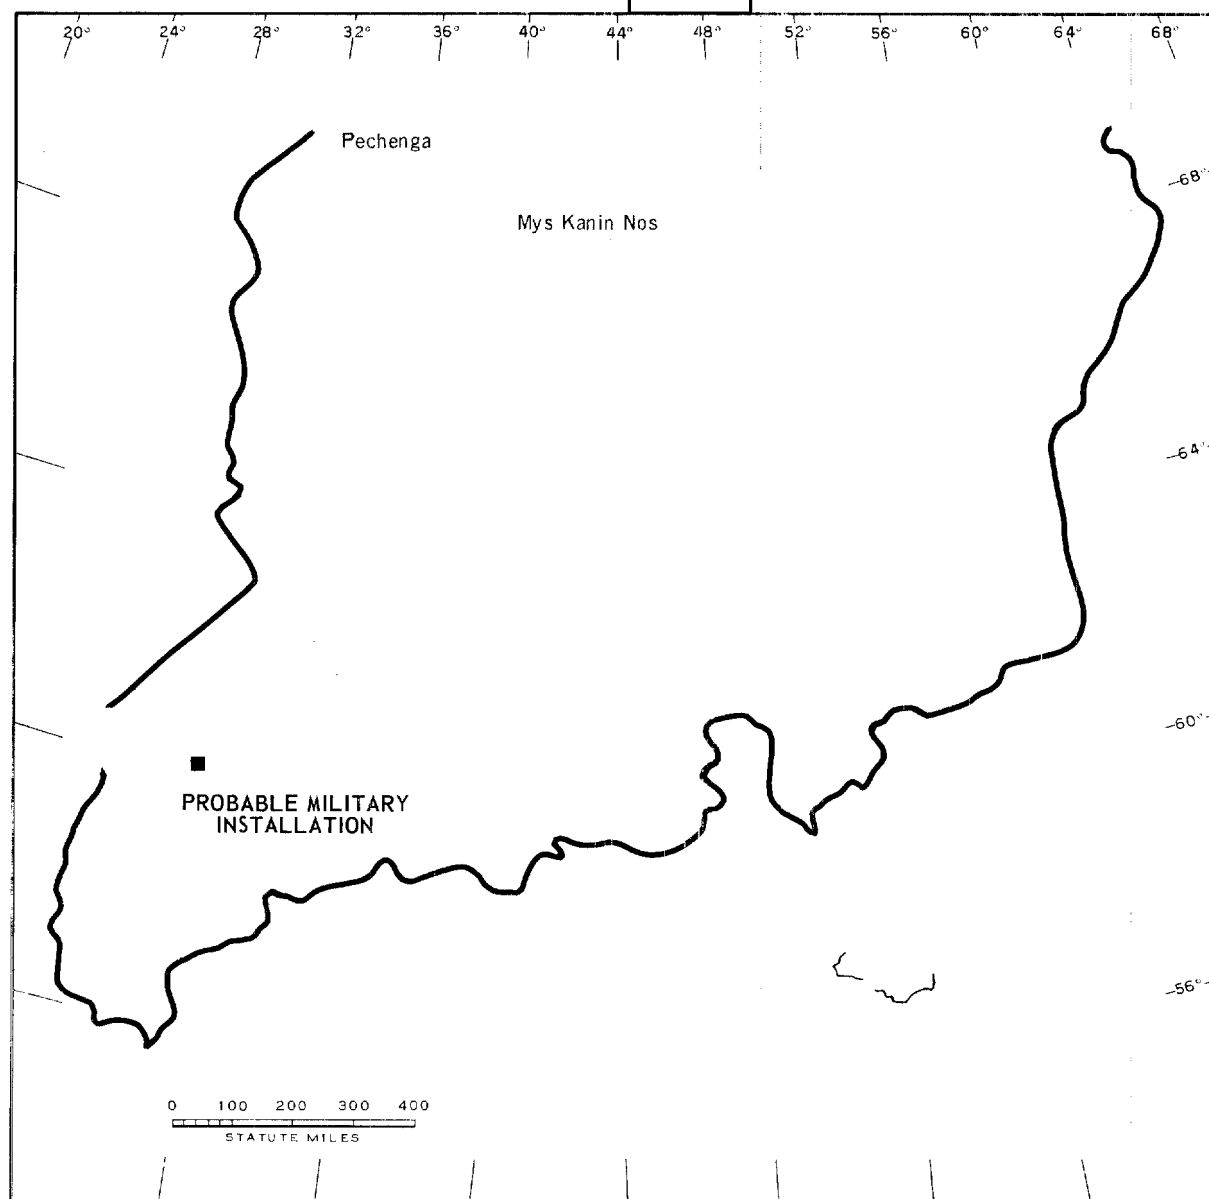 20° 24° 28° 32° 36° 40° 44° 48° 52° 56° 60° 64° 68°
Pechenga
68°
Mys Kanin Nos
64°
60°
PROBABLE MILITARY
INSTALLATION
56°
0 100 200 300 400
STATUTE MILES